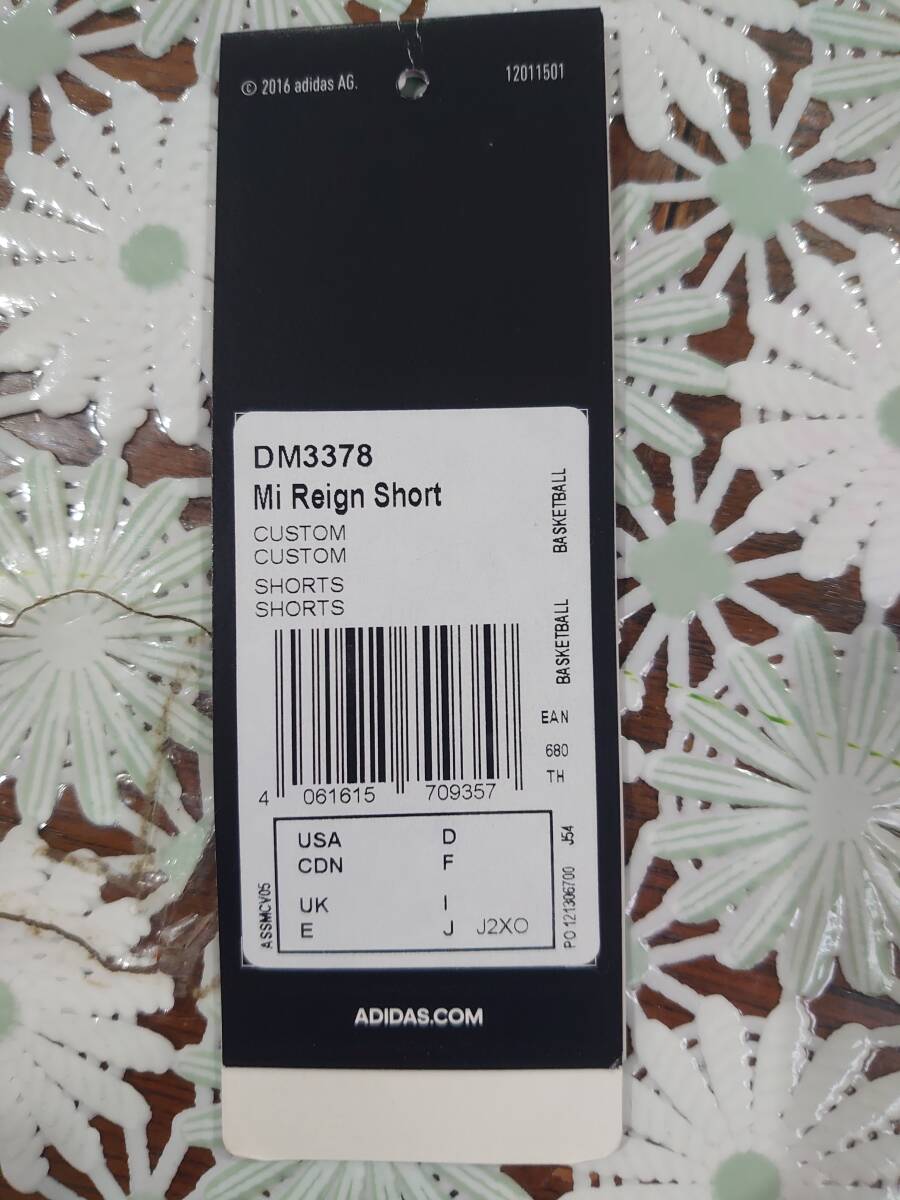 © 2016 adidas AG.
12011501
DM3378
Mi Reign Short
CUSTOM
CUSTOM
SHORTS
SHORTS
BASKETBALL
BASKETBALL
EAN
680
TH
4 061615 709357
USA D
CDN F
UK I
E J J2XO
ASSMCV05
PO 121306700 J54
ADIDAS.COM